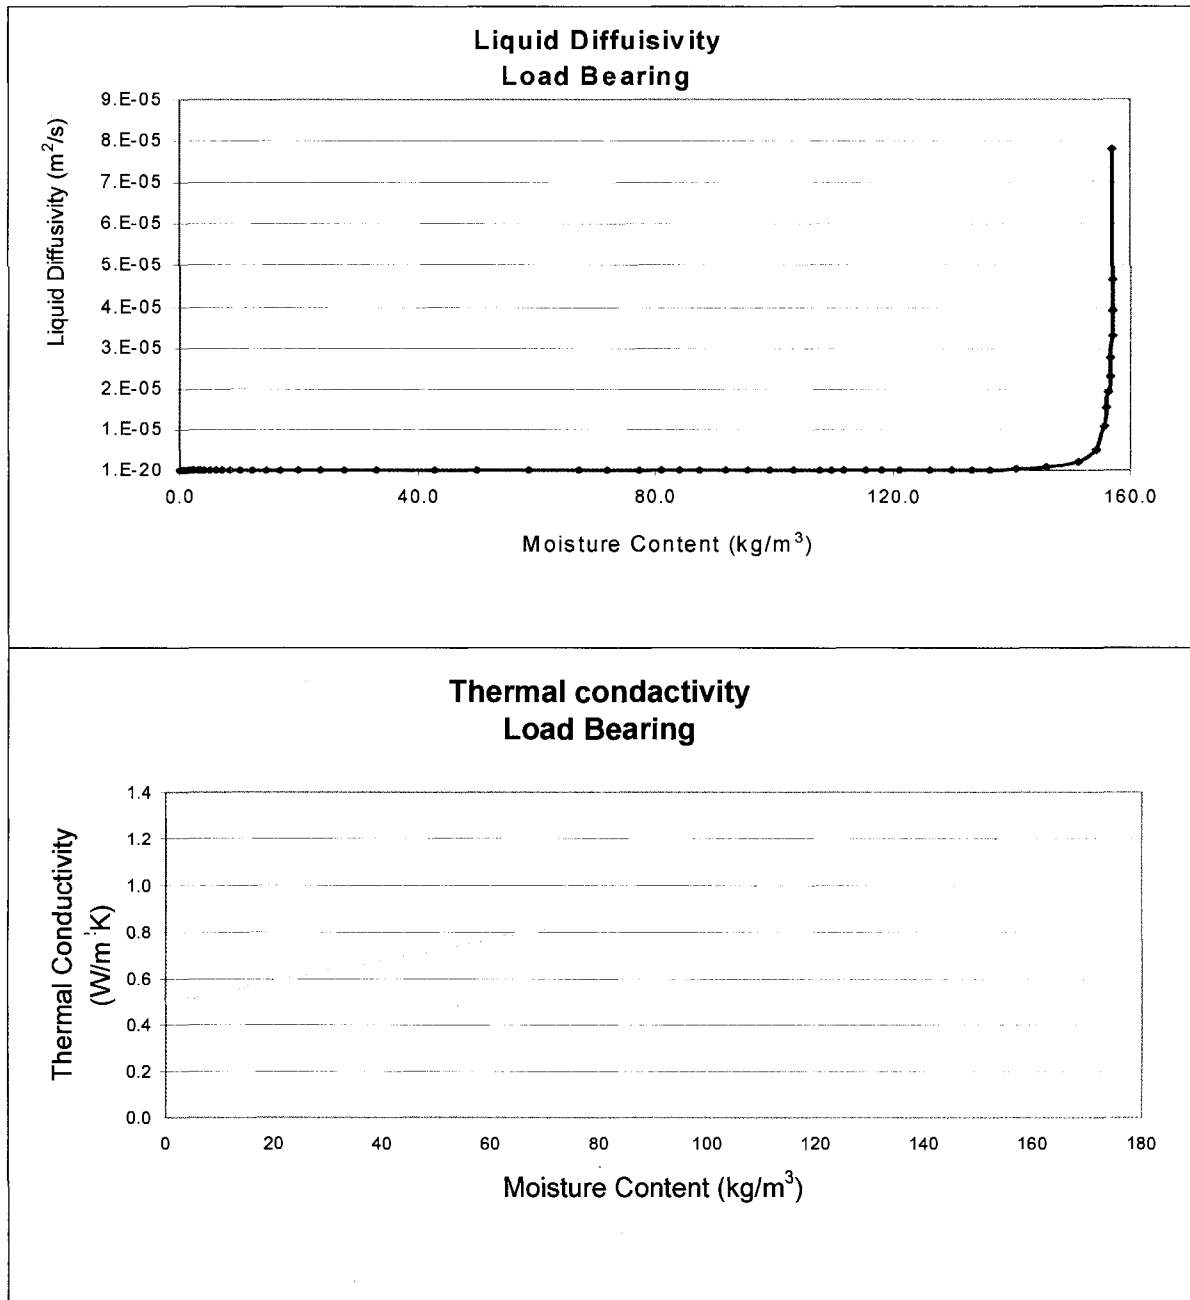 Liquid Diffuisivity
Load Bearing
Liquid Diffusivity (m²/s)
9.E-05
8.E-05
7.E-05
6.E-05
5.E-05
4.E-05
3.E-05
2.E-05
1.E-05
1.E-20
0.0 40.0 80.0 120.0 160.0
Moisture Content (kg/m³)
Thermal condactivity
Load Bearing
Thermal Conductivity
(W/m·K)
1.4
1.2
1.0
0.8
0.6
0.4
0.2
0.0
0 20 40 60 80 100 120 140 160 180
Moisture Content (kg/m³)